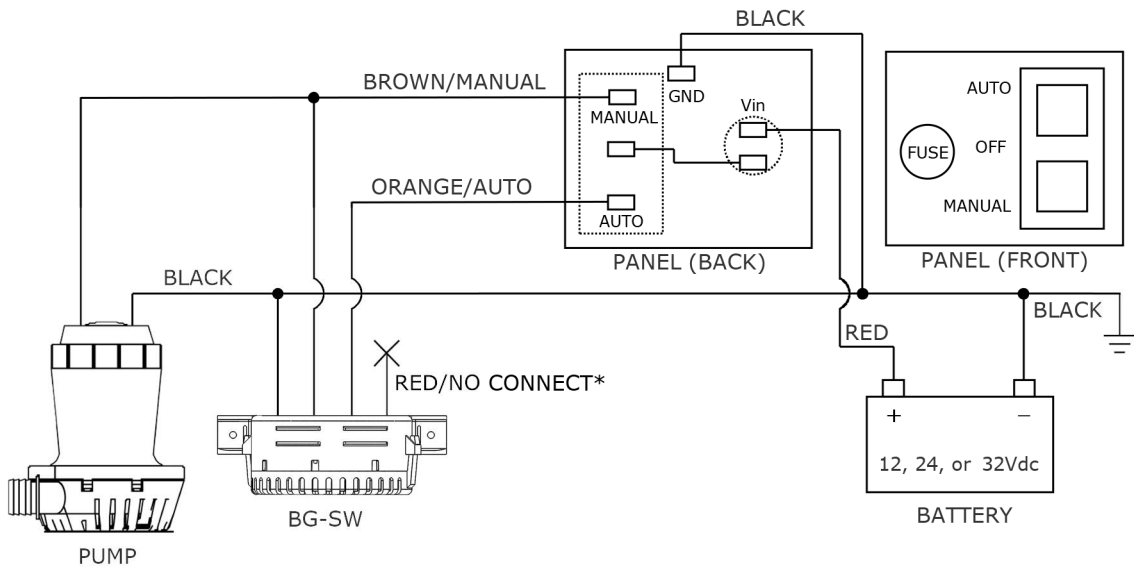 BLACK
BROWN/MANUAL
GND
MANUAL
Vin
ORANGE/AUTO
AUTO
PANEL (BACK)
AUTO
FUSE
OFF
MANUAL
PANEL (FRONT)
BLACK
BLACK
RED
RED/NO CONNECT*
+
−
12, 24, or 32Vdc
BG-SW
BATTERY
PUMP